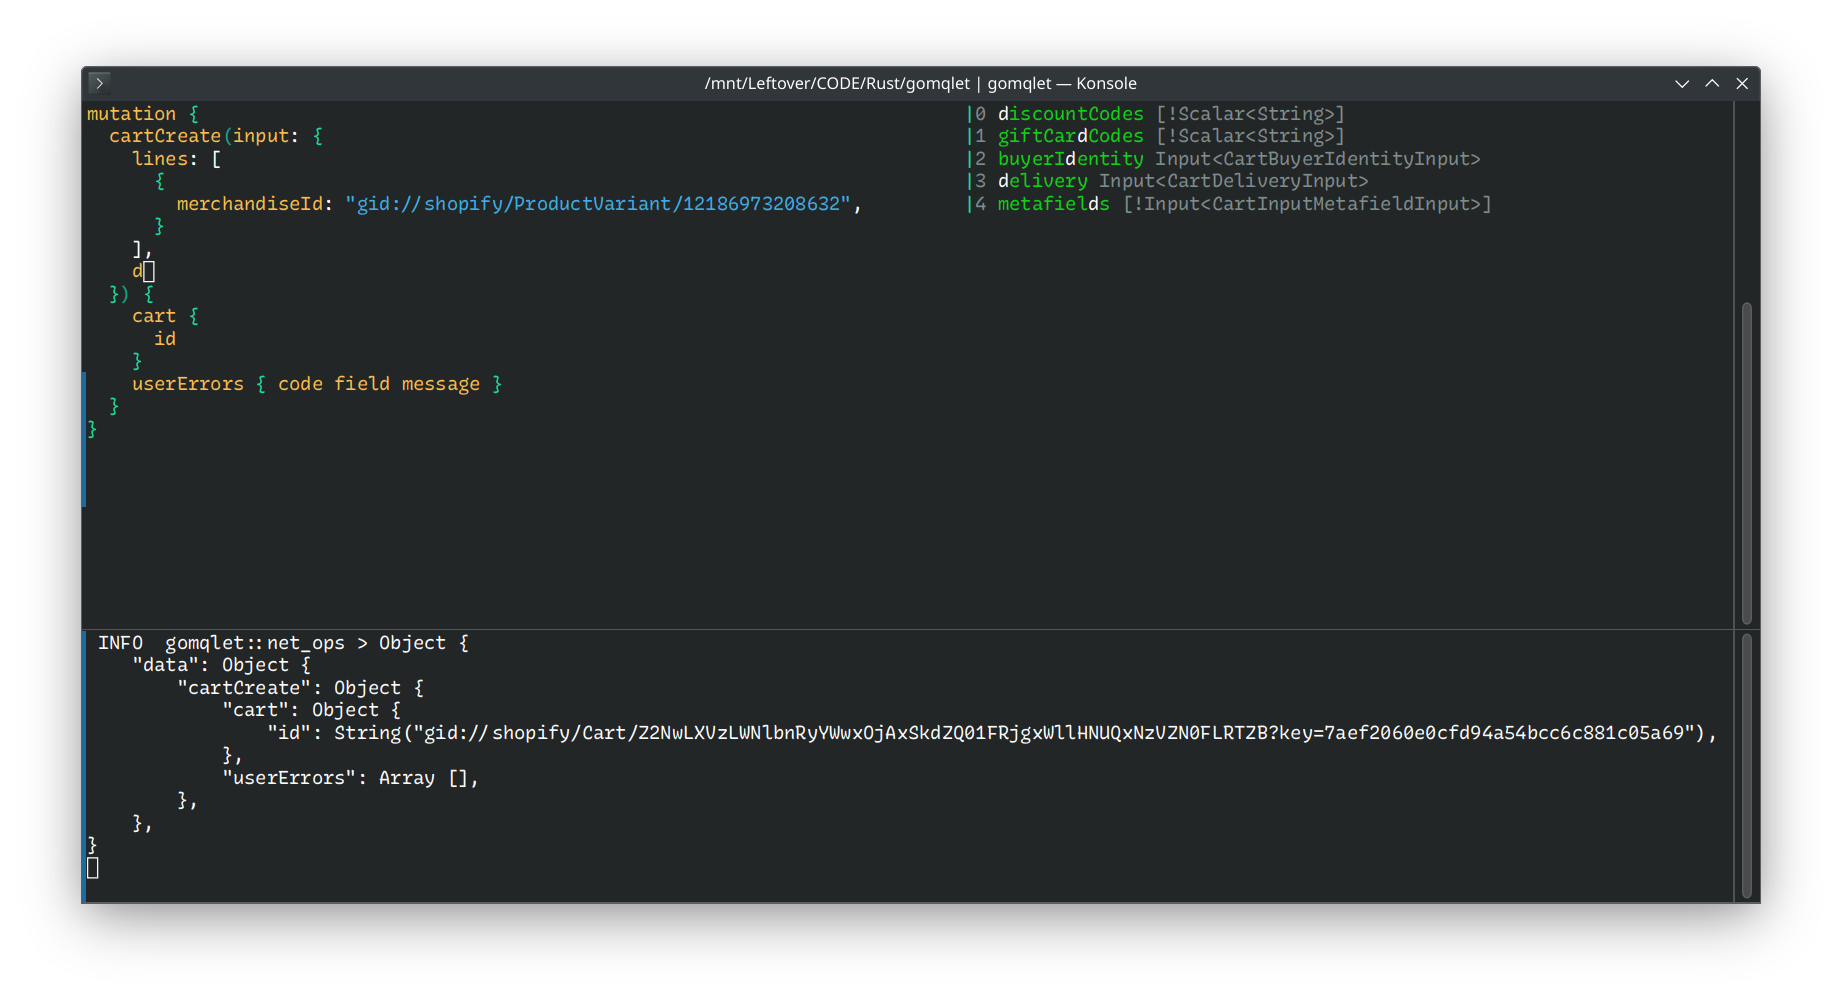 /mnt/Leftover/CODE/Rust/gomqlet | gomqlet — Konsole
mutation {
  cartCreate(input: {
    lines: [
      {
        merchandiseId: "gid://shopify/ProductVariant/12186973208632",
      }
    ],
    d
  }) {
    cart {
      id
    }
    userErrors { code field message }
  }
}
|0 discountCodes [!Scalar<String>]
|1 giftCardCodes [!Scalar<String>]
|2 buyerIdentity Input<CartBuyerIdentityInput>
|3 delivery Input<CartDeliveryInput>
|4 metafields [!Input<CartInputMetafieldInput>]
 INFO  gomqlet::net_ops > Object {
    "data": Object {
        "cartCreate": Object {
            "cart": Object {
                "id": String("gid://shopify/Cart/Z2NwLXVzLWNlbnRyYWwxOjAxSkdZQ01FRjgxWllHNUQxNzVZN0FLRTZB?key=7aef2060e0cfd94a54bcc6c881c05a69"),
            },
            "userErrors": Array [],
        },
    },
}